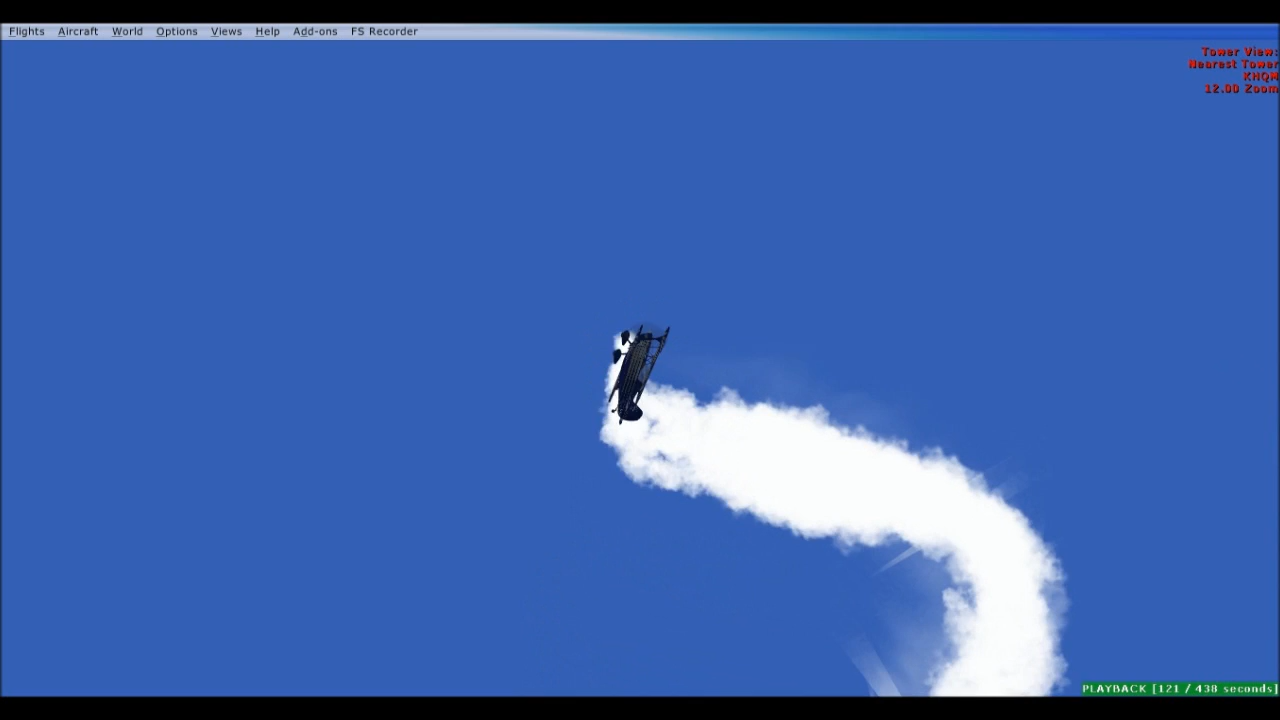 Flights Aircraft World Options Views Help Add-ons FS Recorder
Tower View:
Nearest Tower
KHQM
12.00 Zoom
PLAYBACK [121 / 438 seconds]